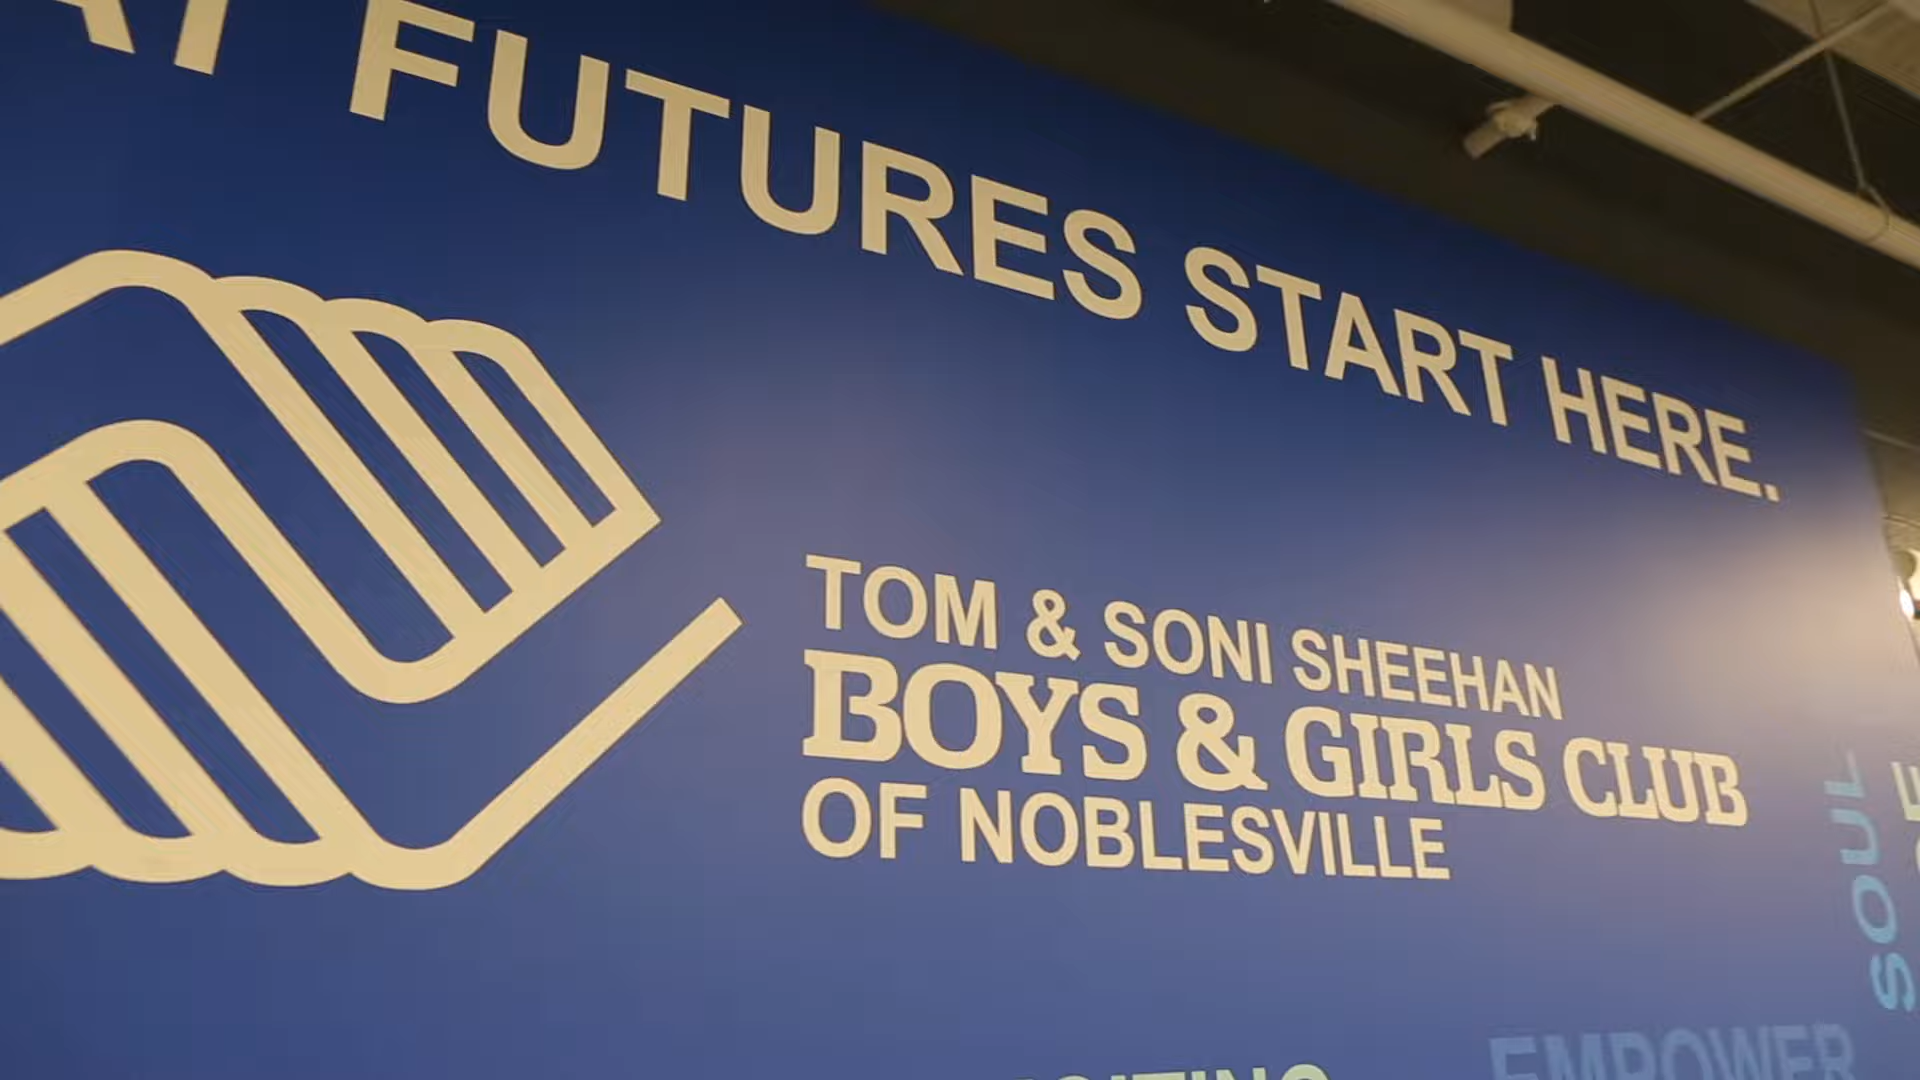 FUTURES START HERE.
TOM & SONI SHEEHAN
BOYS & GIRLS CLUB
OF NOBLESVILLE
SOUL
EMPOWER